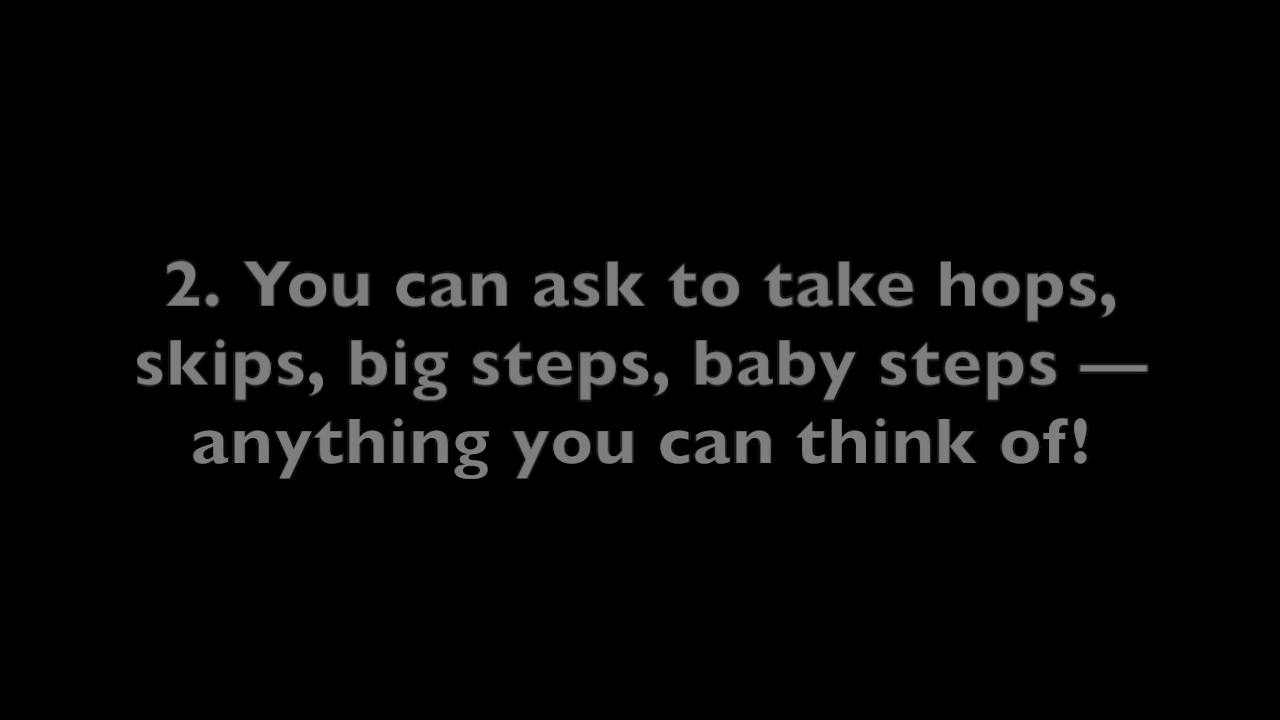 2. You can ask to take hops,
skips, big steps, baby steps —
anything you can think of!